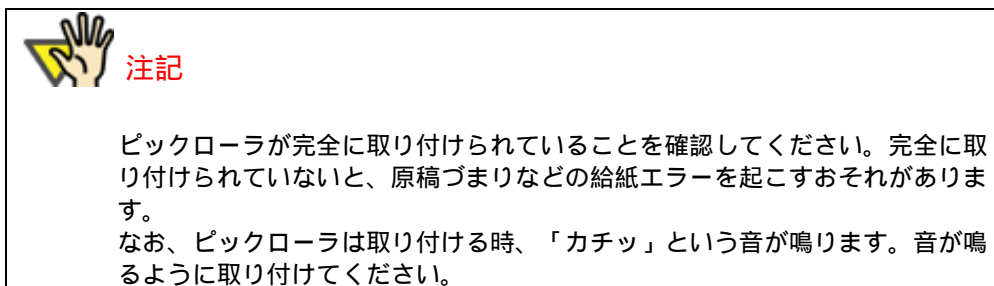 注記
ピックローラが完全に取り付けられていることを確認してください。完全に取
り付けられていないと、原稿づまりなどの給紙エラーを起こすおそれがありま
す。
なお、ピックローラは取り付ける時、「カチッ」という音が鳴ります。音が鳴
るように取り付けてください。